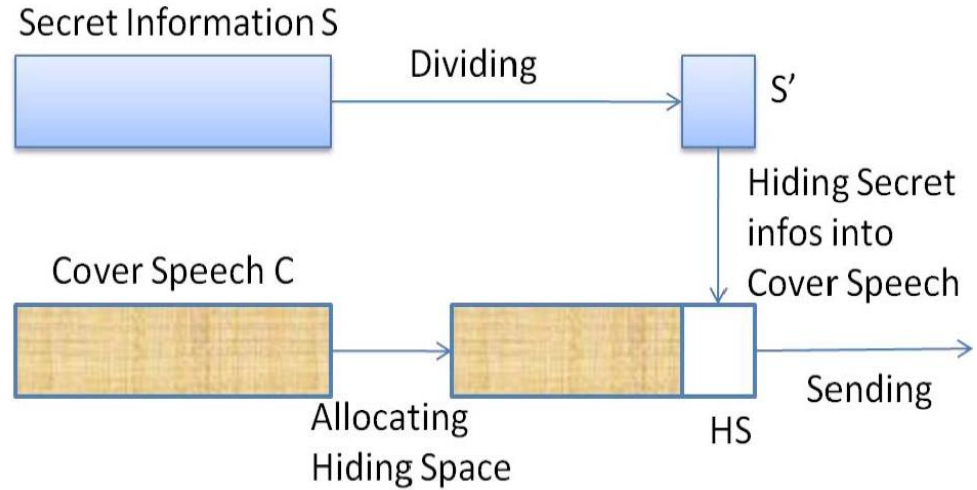 Secret Information S
Dividing
S’
Hiding Secret
infos into
Cover Speech
Cover Speech C
Allocating
Hiding Space
HS
Sending